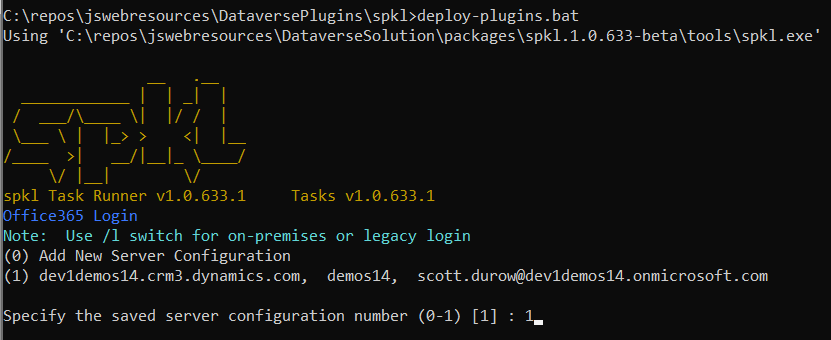 C:\repos\jswebresources\DataversePlugins\spkl>deploy-plugins.bat
Using 'C:\repos\jswebresources\DataverseSolution\packages\spkl.1.0.633-beta\tools\spkl.exe'
spkl
spkl Task Runner v1.0.633.1     Tasks v1.0.633.1
Office365 Login
Note:  Use /l switch for on-premises or legacy login
(0) Add New Server Configuration
(1) dev1demos14.crm3.dynamics.com,  demos14,  scott.durow@dev1demos14.onmicrosoft.com
Specify the saved server configuration number (0-1) [1] : 1